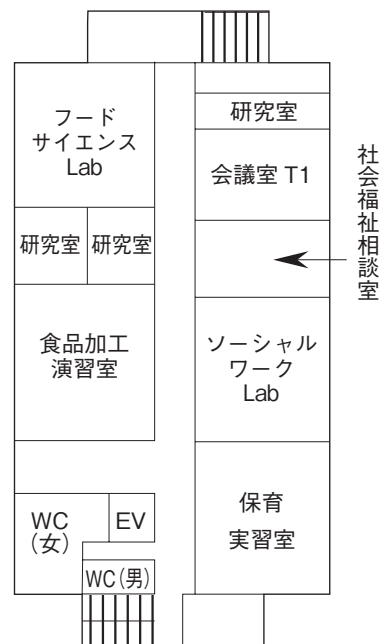 フード
サイエンス
Lab
研究室
会議室 T1
社会福祉相談室
研究室
研究室
食品加工
演習室
ソーシャル
ワーク
Lab
WC
(女)
EV
WC(男)
保育
実習室